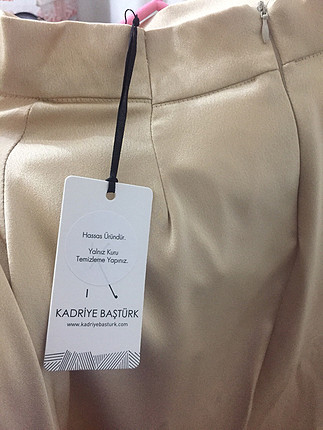 Hassas Üründür.
Yalnız Kuru
Temizleme Yapınız.
KADRİYE BAŞTÜRK
www.kadriyebasturk.com